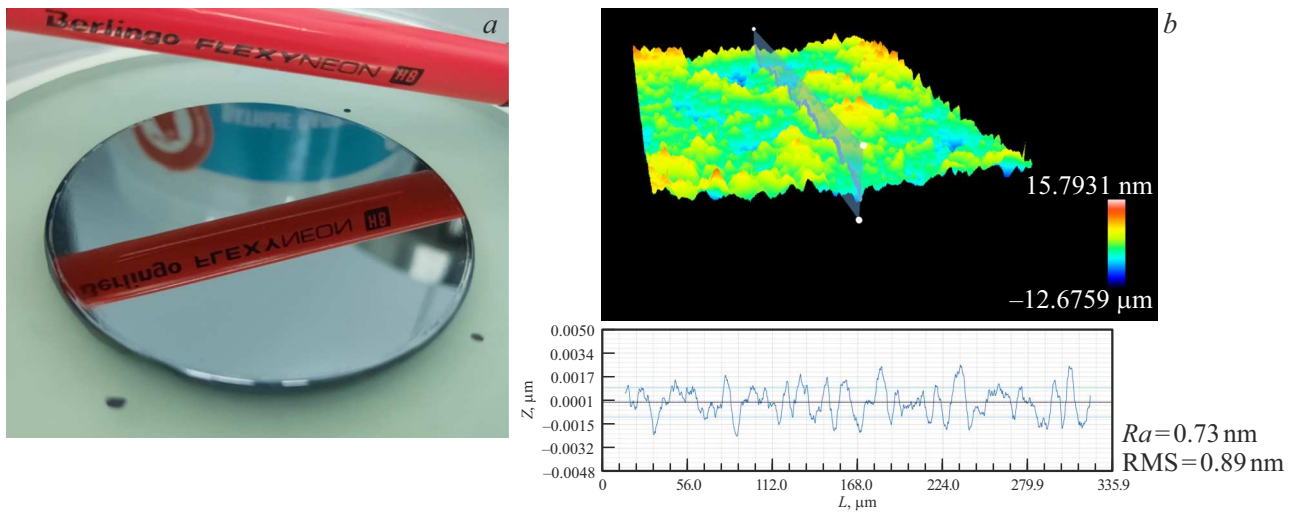 a
Berlingo FLEXYNEON HB
Berlingo FLEXYNEON HB
b
15.7931 nm
–12.6759 μm
0.0050
0.0034
0.0017
0.0001
–0.0015
–0.0032
–0.0048
Z, μm
0 56.0 112.0 168.0 224.0 279.9 335.9
L, μm
Ra = 0.73 nm
RMS = 0.89 nm